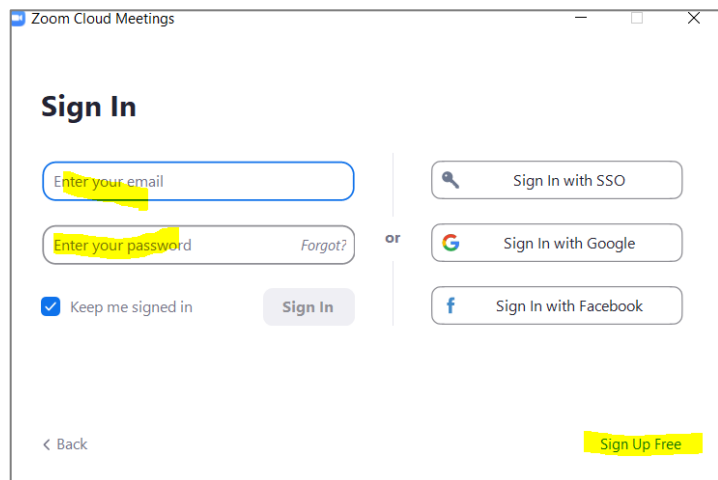 Zoom Cloud Meetings
Sign In
Enter your email
Enter your password
Forgot?
Keep me signed in
Sign In
or
Sign In with SSO
Sign In with Google
Sign In with Facebook
Back
Sign Up Free